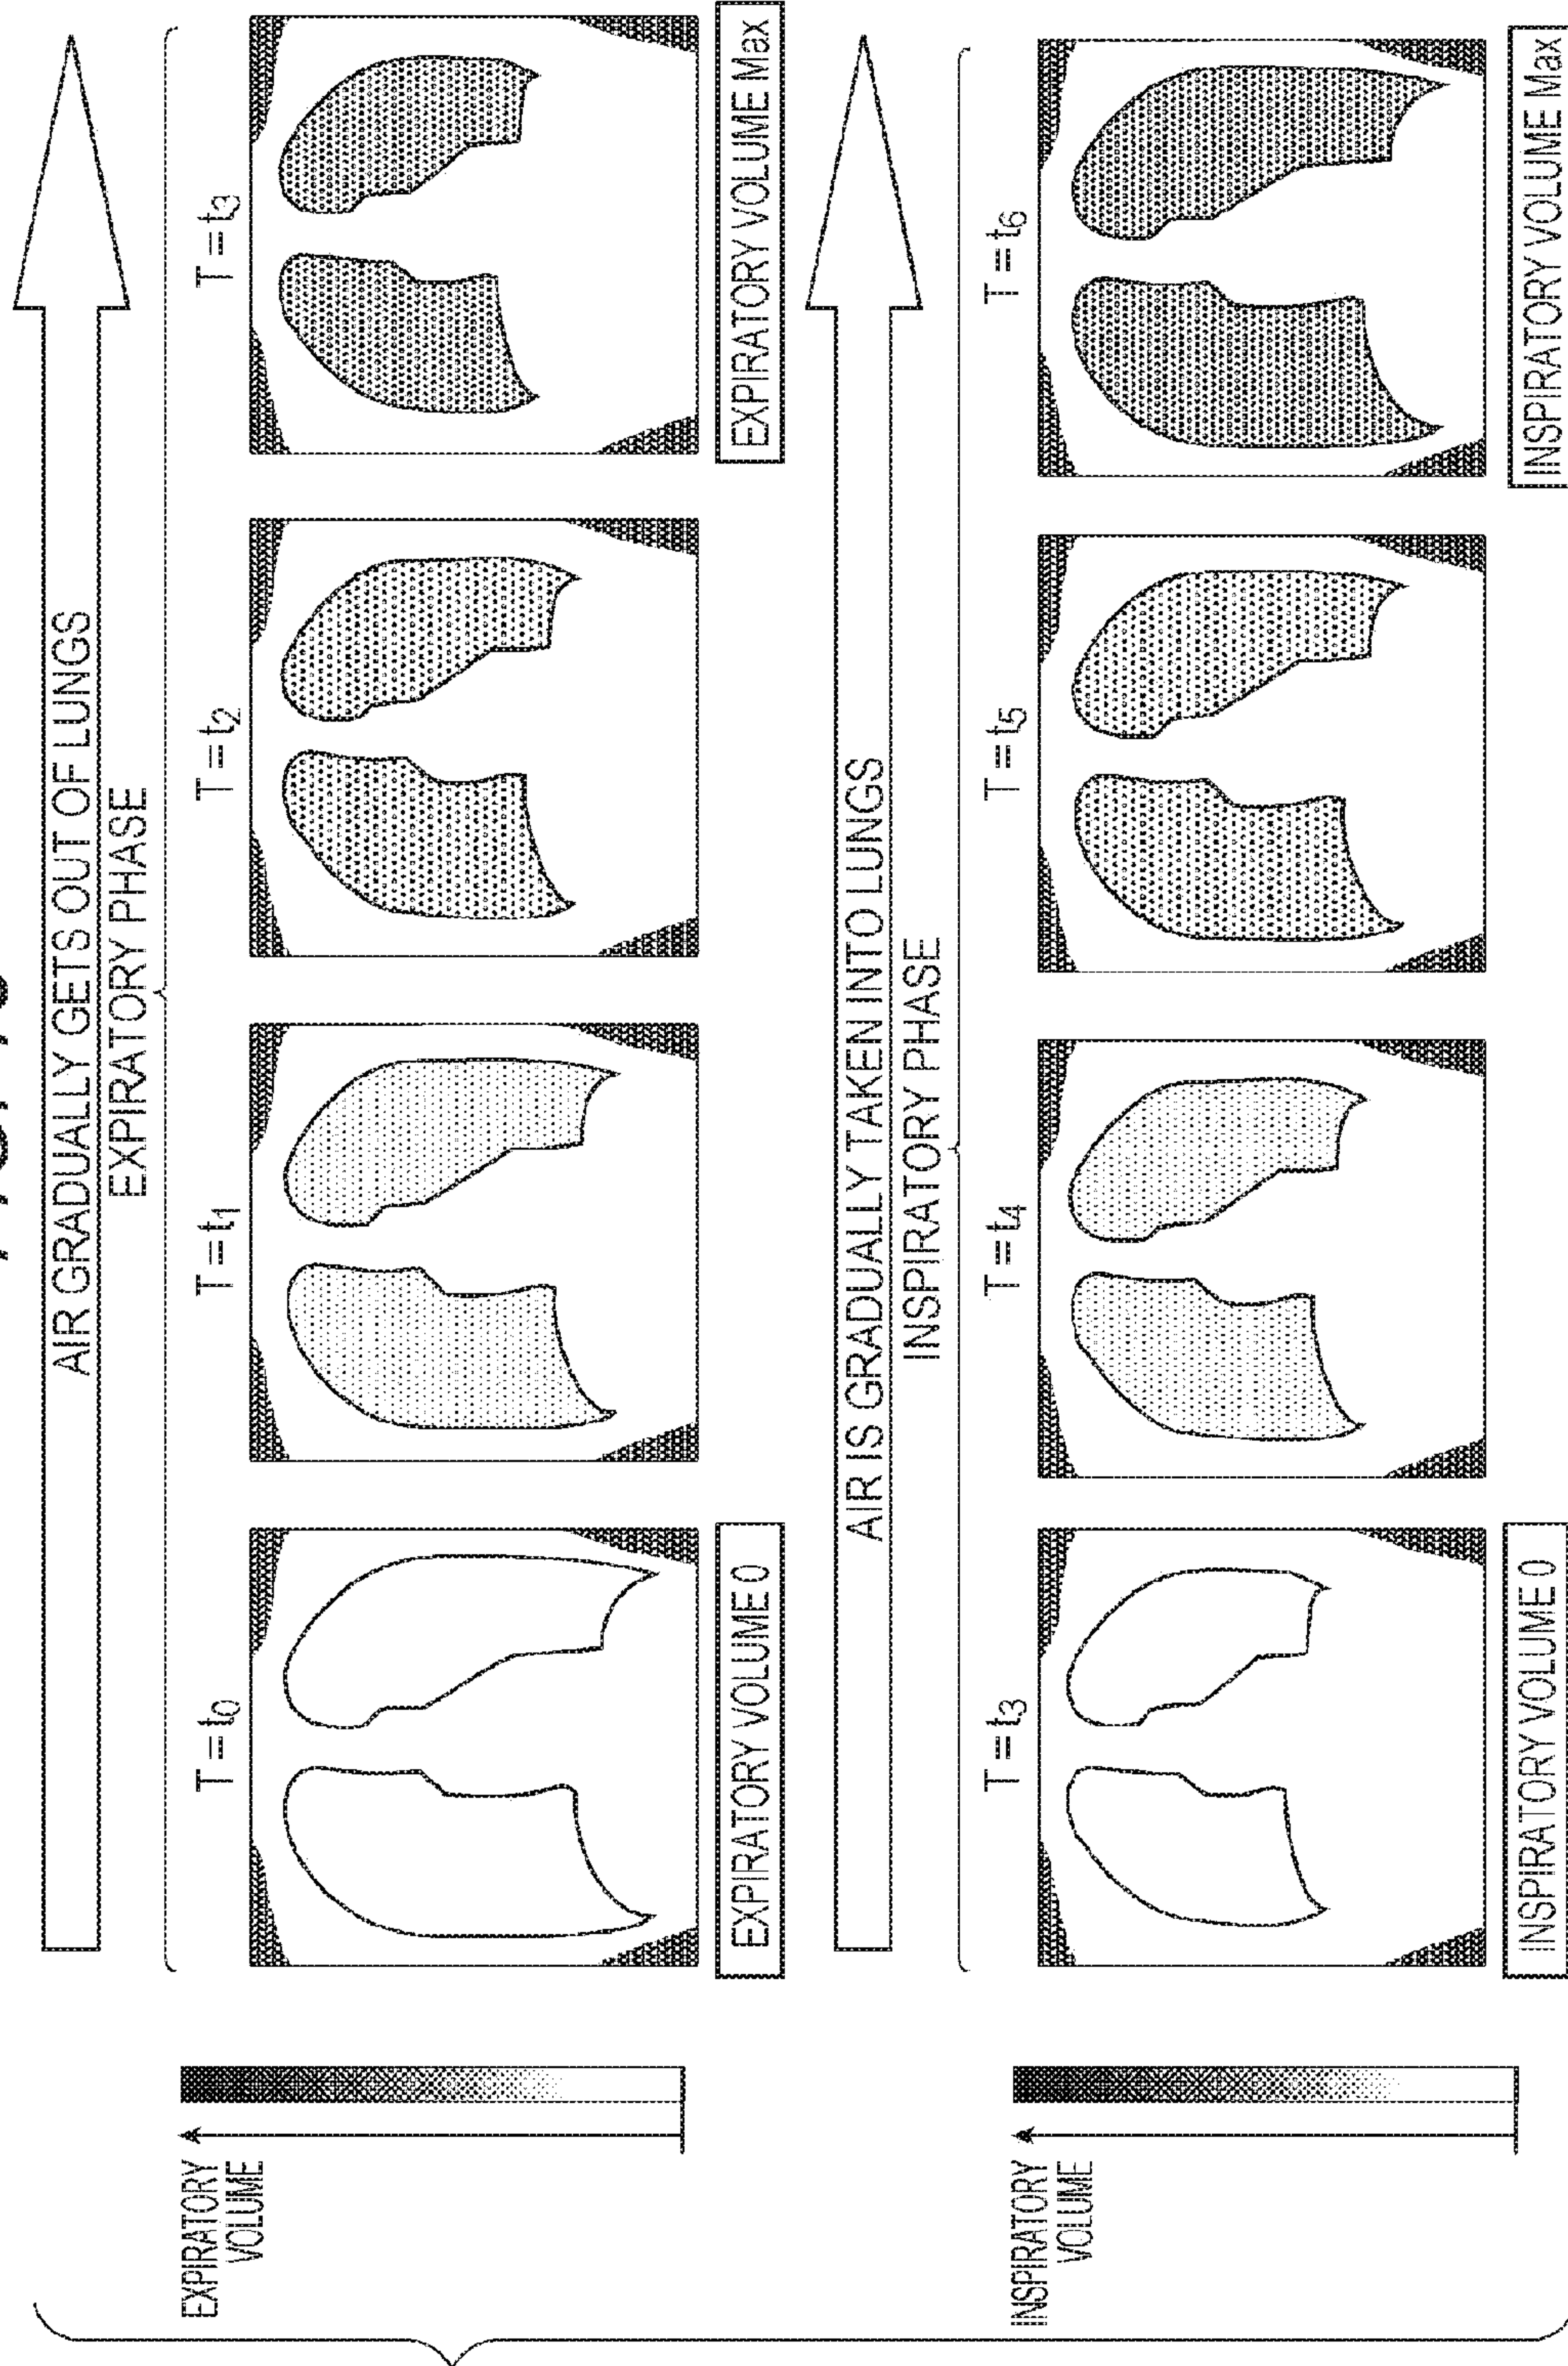 AIR GRADUALLY GETS OUT OF LUNGS
EXPIRATORY PHASE
EXPIRATORY
VOLUME
T = t₀
T = t₁
T = t₂
T = t₃
EXPIRATORY VOLUME 0
EXPIRATORY VOLUME Max
AIR IS GRADUALLY TAKEN INTO LUNGS
INSPIRATORY PHASE
INSPIRATORY
VOLUME
T = t₃
T = t₄
T = t₅
T = t₆
INSPIRATORY VOLUME 0
INSPIRATORY VOLUME Max